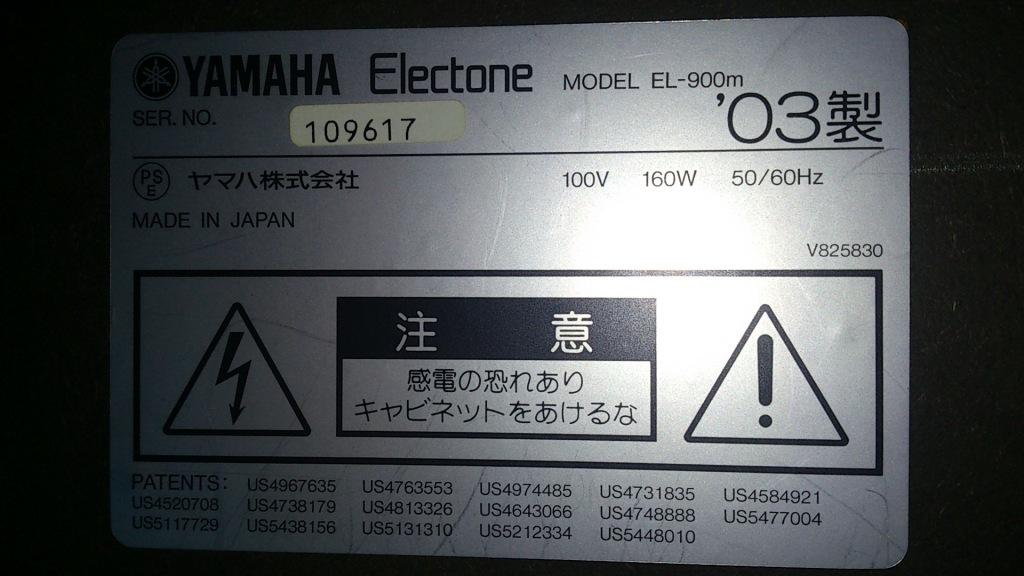 YAMAHA Electone MODEL EL-900m
SER. NO. 109617 '03製
PSE ヤマハ株式会社 100V 160W 50/60Hz
MADE IN JAPAN
V825830
注意
感電の恐れあり
キャビネットをあけるな
PATENTS: US4967635 US4763553 US4974485 US4731835 US4584921
US4520708 US4738179 US4813326 US4643066 US4748888 US5477004
US5117729 US5438156 US5131310 US5212334 US5448010